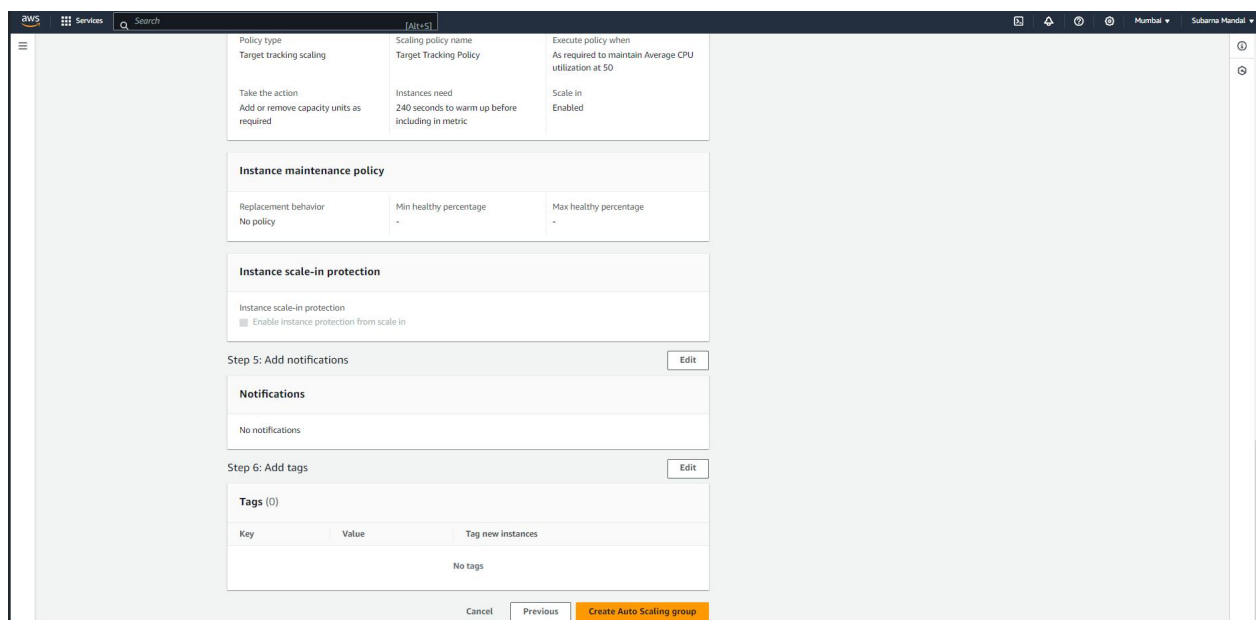 aws Services Search [Alt+S] Mumbai Subarna Mandal
Policy type Scaling policy name Execute policy when
Target tracking scaling Target Tracking Policy As required to maintain Average CPU
utilization at 50
Take the action Instances need Scale in
Add or remove capacity units as 240 seconds to warm up before Enabled
required including in metric
Instance maintenance policy
Replacement behavior Min healthy percentage Max healthy percentage
No policy - -
Instance scale-in protection
Instance scale-in protection
Enable instance protection from scale in
Step 5: Add notifications Edit
Notifications
No notifications
Step 6: Add tags Edit
Tags (0)
Key Value Tag new instances
No tags
Cancel Previous Create Auto Scaling group